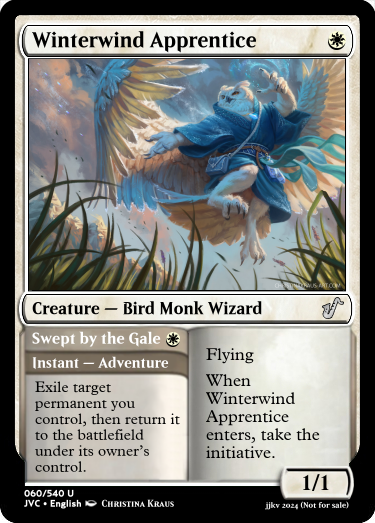 Winterwind Apprentice
Creature — Bird Monk Wizard
Swept by the Gale
Instant — Adventure
Exile target
permanent you
control, then return it
to the battlefield
under its owner's
control.
Flying
When
Winterwind
Apprentice
enters, take the
initiative.
1/1
060/540 U
JVC • English Christina Kraus
jjkv 2024 (Not for sale)